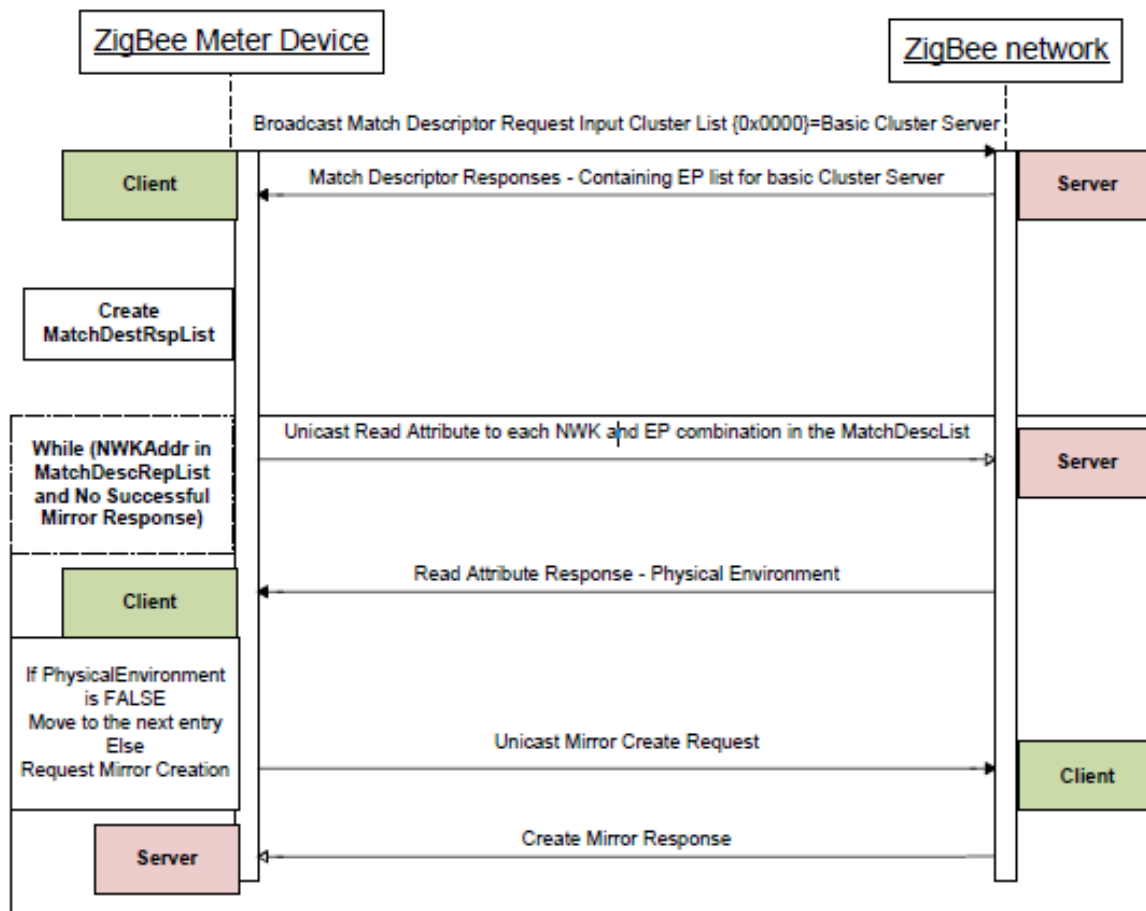 ZigBee Meter Device
ZigBee network
Broadcast Match Descriptor Request Input Cluster List {0x0000}=Basic Cluster Server
Client
Match Descriptor Responses - Containing EP list for basic Cluster Server
Server
Create
MatchDestRspList
While (NWKAddr in
MatchDescRepList
and No Successful
Mirror Response)
Unicast Read Attribute to each NWK and EP combination in the MatchDescList
Server
Read Attribute Response - Physical Environment
Client
If PhysicalEnvironment
is FALSE
Move to the next entry
Else
Request Mirror Creation
Unicast Mirror Create Request
Client
Create Mirror Response
Server